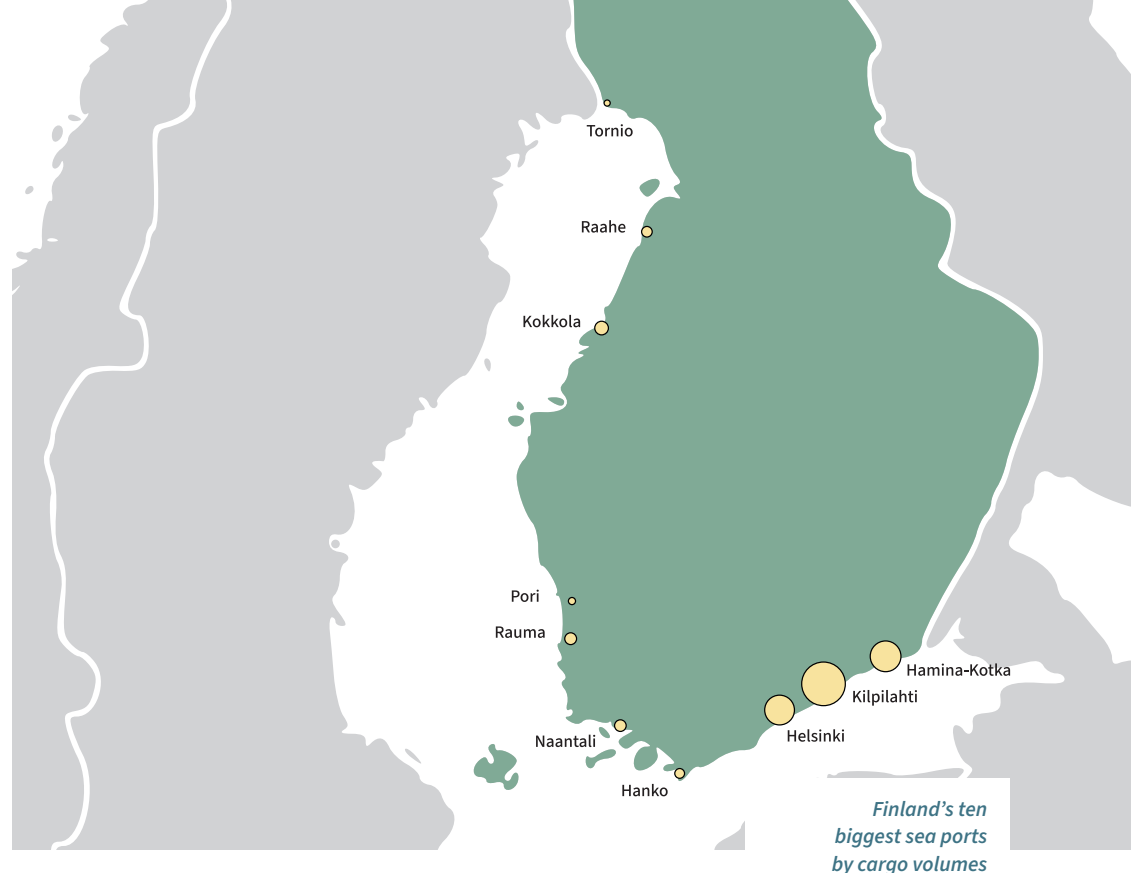 Tornio
Raahe
Kokkola
Pori
Rauma
Hamina-Kotka
Kilpilahti
Helsinki
Naantali
Hanko
Finland’s ten
biggest sea ports
by cargo volumes